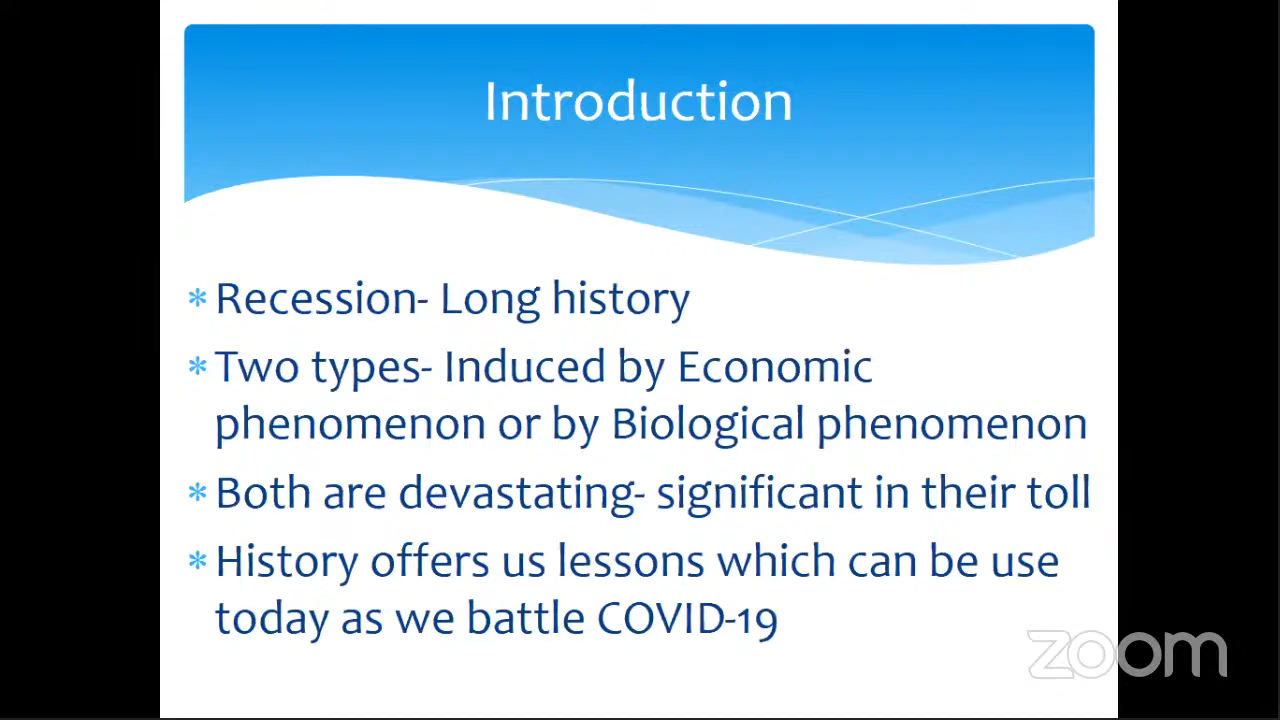 Introduction
* Recession- Long history
* Two types- Induced by Economic
phenomenon or by Biological phenomenon
* Both are devastating- significant in their toll
* History offers us lessons which can be use
today as we battle COVID-19
zoom